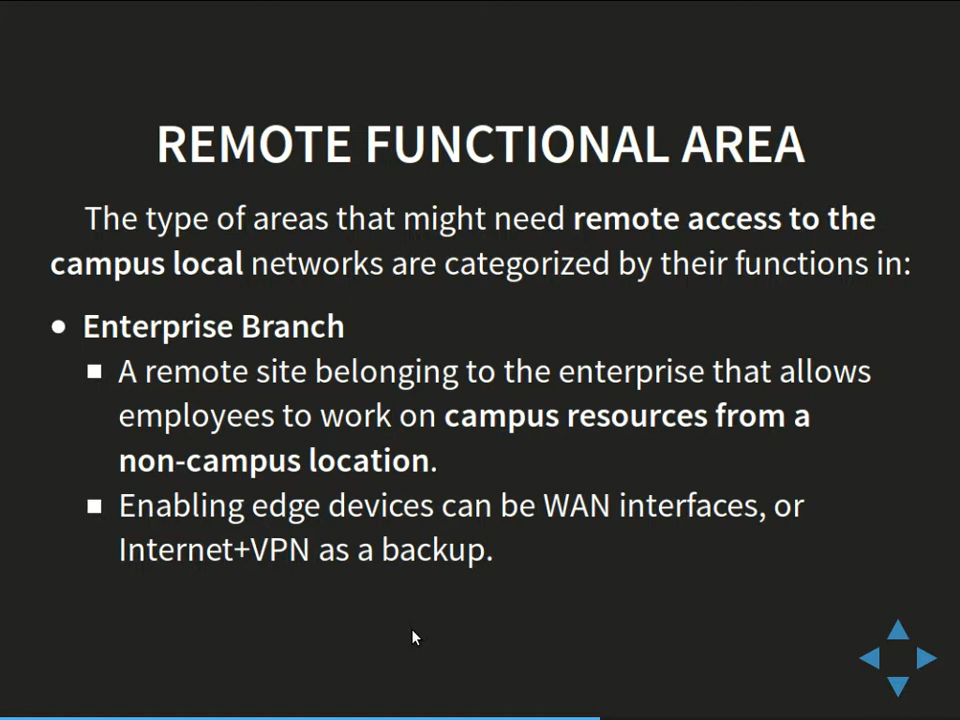 REMOTE FUNCTIONAL AREA
The type of areas that might need remote access to the
campus local networks are categorized by their functions in:
Enterprise Branch
A remote site belonging to the enterprise that allows
employees to work on campus resources from a
non-campus location.
Enabling edge devices can be WAN interfaces, or
Internet+VPN as a backup.